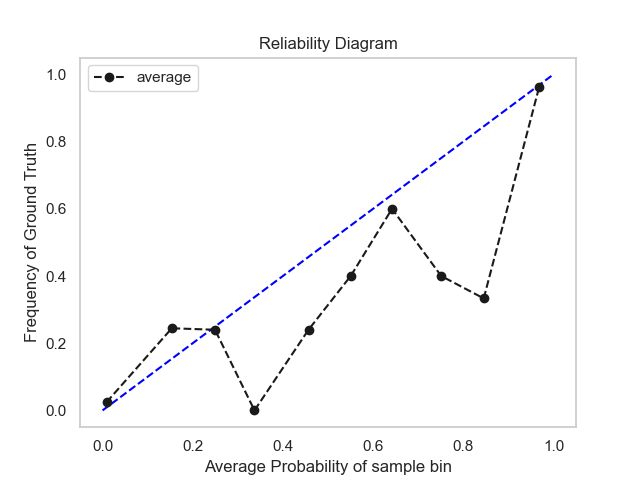 Reliability Diagram
average
1.0
0.8
0.6
0.4
0.2
0.0
Frequency of Ground Truth
0.0 0.2 0.4 0.6 0.8 1.0
Average Probability of sample bin